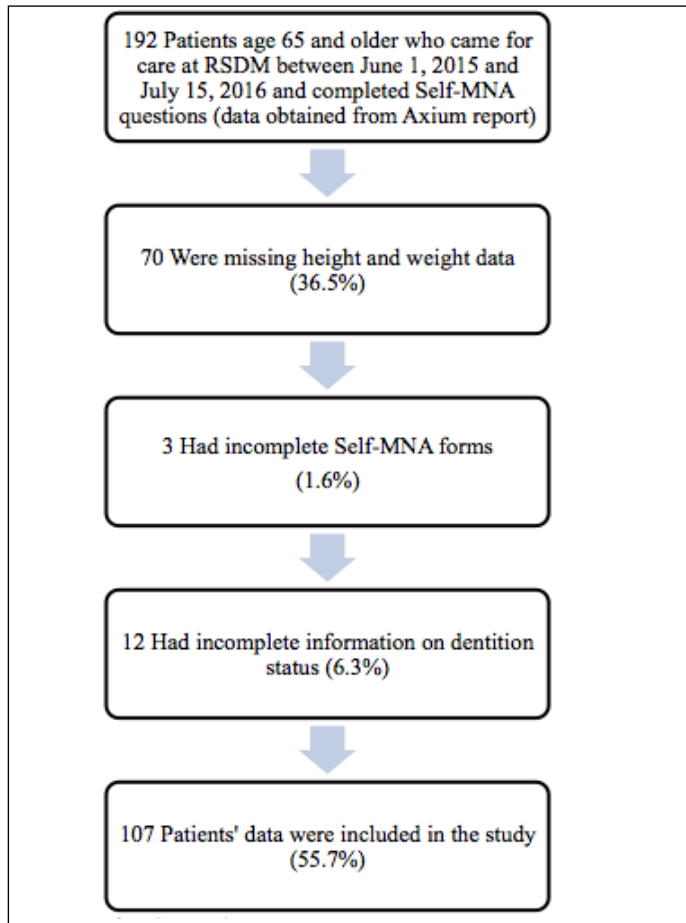 192 Patients age 65 and older who came for
care at RSDM between June 1, 2015 and
July 15, 2016 and completed Self-MNA
questions (data obtained from Axium report)
70 Were missing height and weight data
(36.5%)
3 Had incomplete Self-MNA forms
(1.6%)
12 Had incomplete information on dentition
status (6.3%)
107 Patients' data were included in the study
(55.7%)